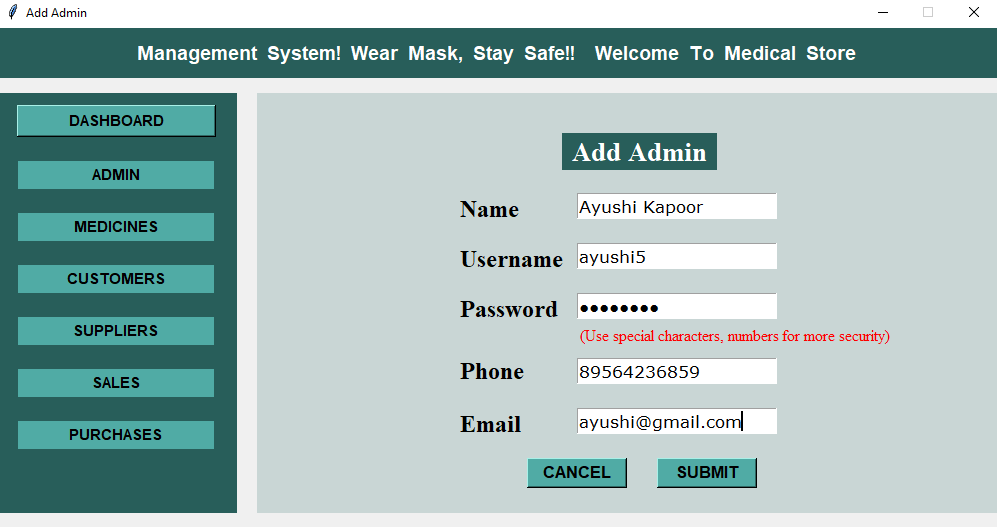 Add Admin
Management System! Wear Mask, Stay Safe!! Welcome To Medical Store
DASHBOARD
ADMIN
MEDICINES
CUSTOMERS
SUPPLIERS
SALES
PURCHASES
Add Admin
Name Ayushi Kapoor
Username ayushi5
Password ••••••••
(Use special characters, numbers for more security)
Phone 89564236859
Email ayushi@gmail.com
CANCEL SUBMIT